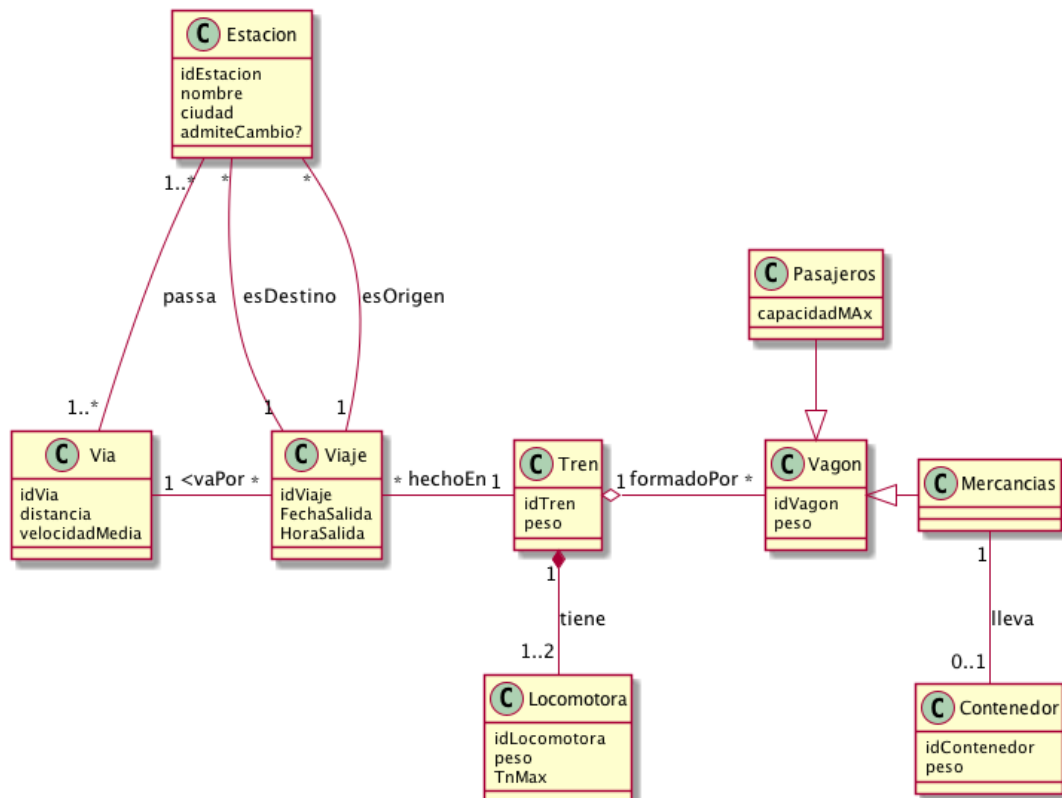 C Estacion
idEstacion
nombre
ciudad
admiteCambio?
1..*
*
*
passa
esDestino
esOrigen
1..*
1
1
C Pasajeros
capacidadMAx
C Via
idVia
distancia
velocidadMedia
1 <vaPor *
C Viaje
idViaje
FechaSalida
HoraSalida
* hechoEn 1
C Tren
idTren
peso
1 formadoPor *
C Vagon
idVagon
peso
C Mercancias
1
tiene
1..2
1
lleva
0..1
C Locomotora
idLocomotora
peso
TnMax
C Contenedor
idContenedor
peso